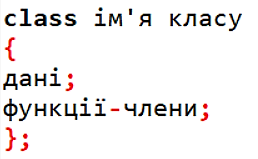 class ім'я класу
{
дані;
функції-члени;
};